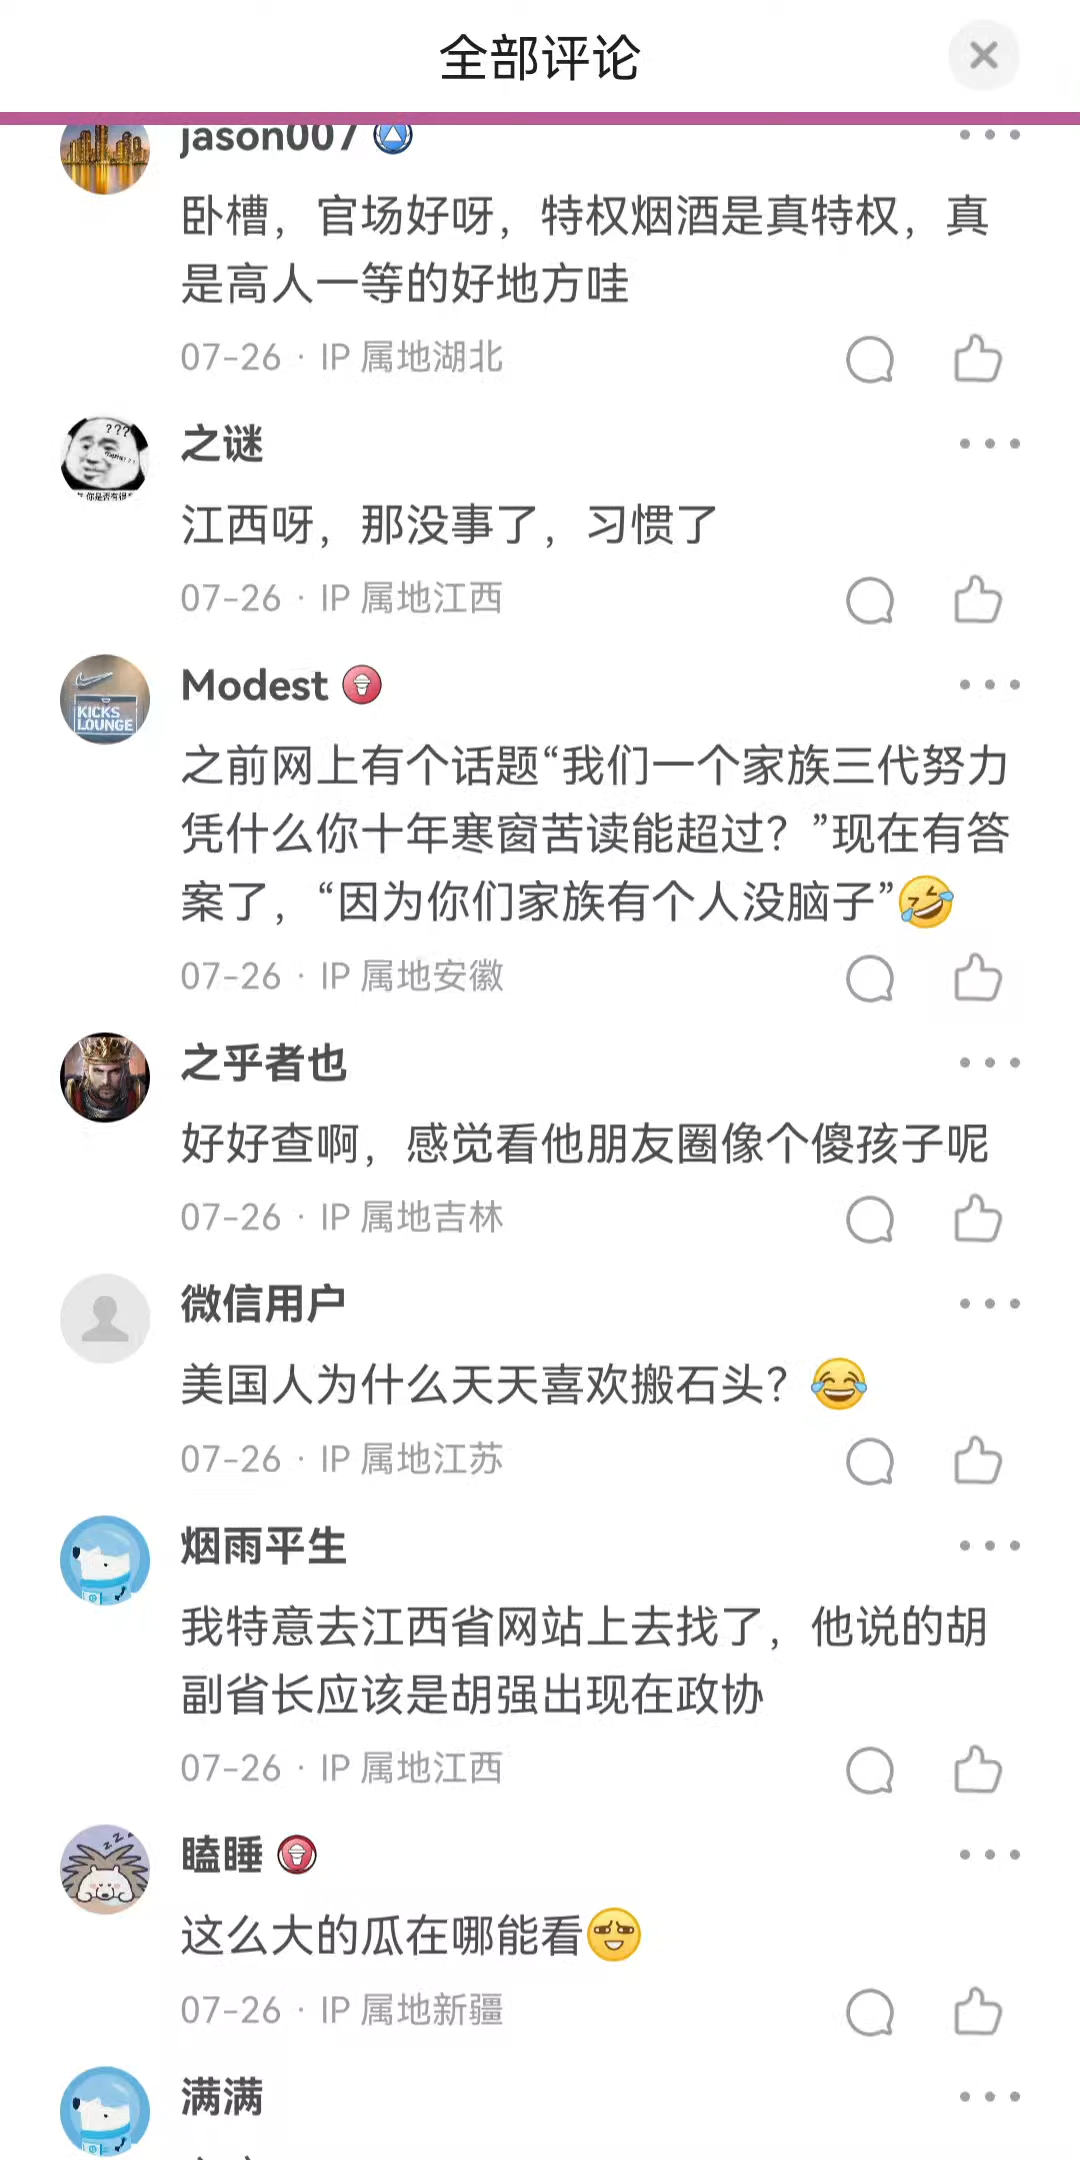 全部评论
jason007
卧槽，官场好呀，特权烟酒是真特权，真
是高人一等的好地方哇
07-26 · IP 属地湖北
???
之谜
江西呀，那没事了，习惯了
07-26 · IP 属地江西
KICKS
LOUNGE
Modest
之前网上有个话题“我们一个家族三代努力
凭什么你十年寒窗苦读能超过？”现在有答
案了，“因为你们家族有个人没脑子”🤣
07-26 · IP 属地安徽
之乎者也
好好查啊，感觉看他朋友圈像个傻孩子呢
07-26 · IP 属地吉林
微信用户
美国人为什么天天喜欢搬石头？😂
07-26 · IP 属地江苏
烟雨平生
我特意去江西省网站上去找了，他说的胡
副省长应该是胡强出现在政协
07-26 · IP 属地江西
瞌睡
这么大的瓜在哪能看
07-26 · IP 属地新疆
满满